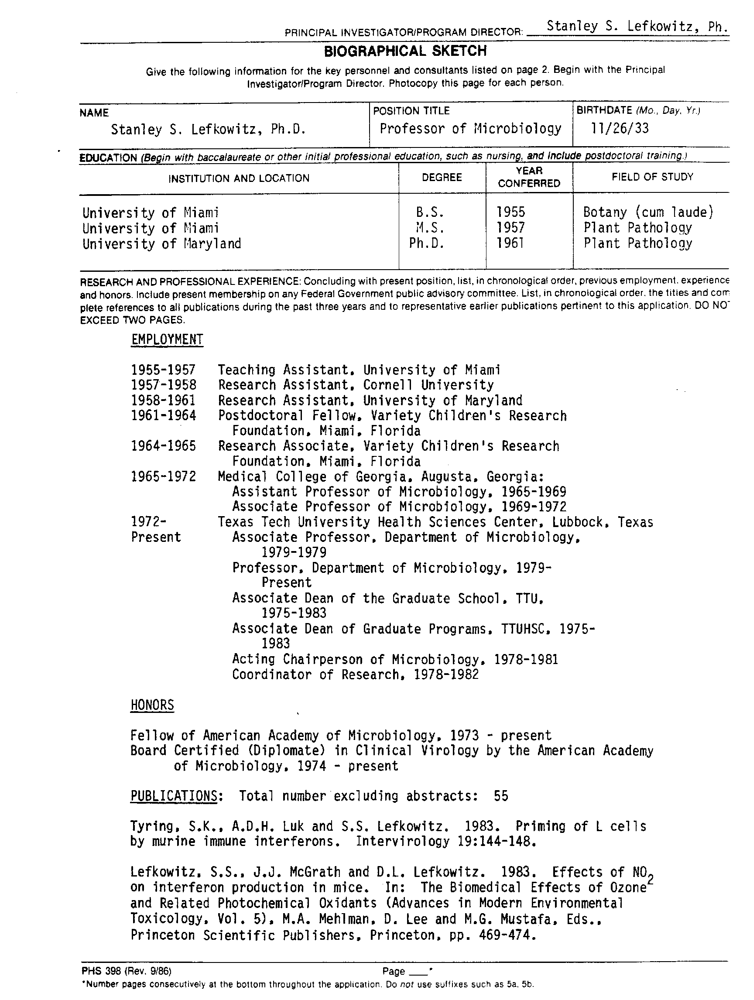 PRINCIPAL INVESTIGATOR/PROGRAM DIRECTOR: Stanley S. Lefkowitz, Ph.
BIOGRAPHICAL SKETCH
Give the following information for the key personnel and consultants listed on page 2. Begin with the Principal
Investigator/Program Director. Photocopy this page for each person.
NAME POSITION TITLE BIRTHDATE (Mo., Day, Yr.)
Stanley S. Lefkowitz, Ph.D. Professor of Microbiology 11/26/33
EDUCATION (Begin with baccalaureate or other initial professional education, such as nursing, and include postdoctoral training.)
INSTITUTION AND LOCATION DEGREE YEAR CONFERRED FIELD OF STUDY
University of Miami B.S. 1955 Botany (cum laude)
University of Miami M.S. 1957 Plant Pathology
University of Maryland Ph.D. 1961 Plant Pathology
RESEARCH AND PROFESSIONAL EXPERIENCE: Concluding with present position, list, in chronological order, previous employment, experience
and honors. Include present membership on any Federal Government public advisory committee. List, in chronological order, the titles and com
plete references to all publications during the past three years and to representative earlier publications pertinent to this application. DO NO
EXCEED TWO PAGES.
EMPLOYMENT
1955-1957 Teaching Assistant, University of Miami
1957-1958 Research Assistant, Cornell University
1958-1961 Research Assistant, University of Maryland
1961-1964 Postdoctoral Fellow, Variety Children's Research
Foundation, Miami, Florida
1964-1965 Research Associate, Variety Children's Research
Foundation, Miami, Florida
1965-1972 Medical College of Georgia, Augusta, Georgia:
Assistant Professor of Microbiology, 1965-1969
Associate Professor of Microbiology, 1969-1972
1972- Texas Tech University Health Sciences Center, Lubbock, Texas
Present Associate Professor, Department of Microbiology,
1979-1979
Professor, Department of Microbiology, 1979-
Present
Associate Dean of the Graduate School, TTU,
1975-1983
Associate Dean of Graduate Programs, TTUHSC, 1975-
1983
Acting Chairperson of Microbiology, 1978-1981
Coordinator of Research, 1978-1982
HONORS
Fellow of American Academy of Microbiology, 1973 - present
Board Certified (Diplomate) in Clinical Virology by the American Academy
of Microbiology, 1974 - present
PUBLICATIONS: Total number excluding abstracts: 55
Tyring, S.K., A.D.H. Luk and S.S. Lefkowitz. 1983. Priming of L cells
by murine immune interferons. Intervirology 19:144-148.
Lefkowitz, S.S., J.J. McGrath and D.L. Lefkowitz. 1983. Effects of NO2
on interferon production in mice. In: The Biomedical Effects of Ozone
and Related Photochemical Oxidants (Advances in Modern Environmental
Toxicology, Vol. 5), M.A. Mehlman, D. Lee and M.G. Mustafa, Eds.,
Princeton Scientific Publishers, Princeton, pp. 469-474.
PHS 398 (Rev. 9/86) Page ___*
*Number pages consecutively at the bottom throughout the application. Do not use suffixes such as 5a, 5b.